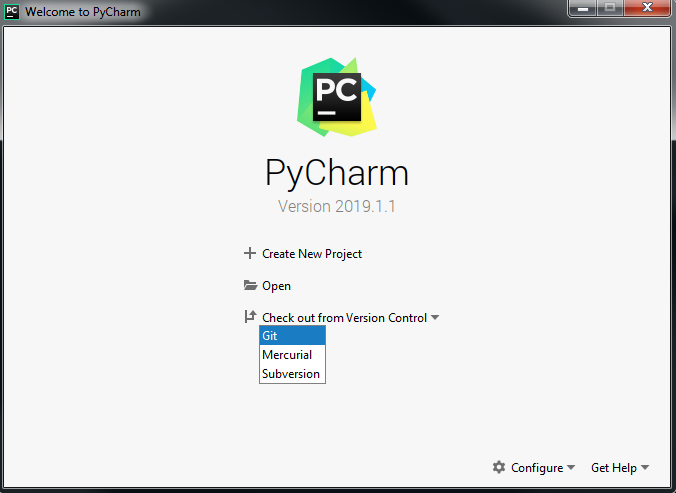 Welcome to PyCharm
PC
PyCharm
Version 2019.1.1
Create New Project
Open
Check out from Version Control
Git
Mercurial
Subversion
Configure
Get Help